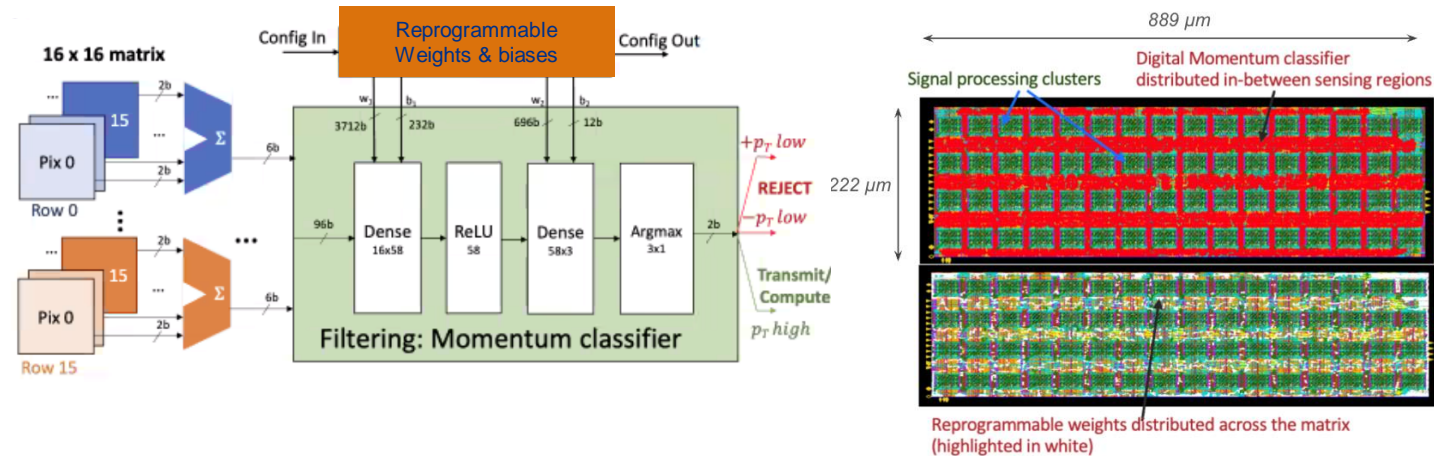 16 x 16 matrix
Config In
Reprogrammable
Weights & biases
Config Out
2b
...
15
...
Σ
Pix 0
2b
2b
Row 0
6b
w₁
b₁
w₂
b₂
3712b
232b
696b
12b
96b
Dense
16x58
ReLU
58
Dense
58x3
Argmax
3x1
2b
+p_T low
REJECT
−p_T low
Transmit/
Compute
p_T high
...
2b
...
15
...
Σ
Pix 0
2b
Row 15
6b
Filtering: Momentum classifier
889 µm
Signal processing clusters
Digital Momentum classifier
distributed in-between sensing regions
222 µm
Reprogrammable weights distributed across the matrix
(highlighted in white)